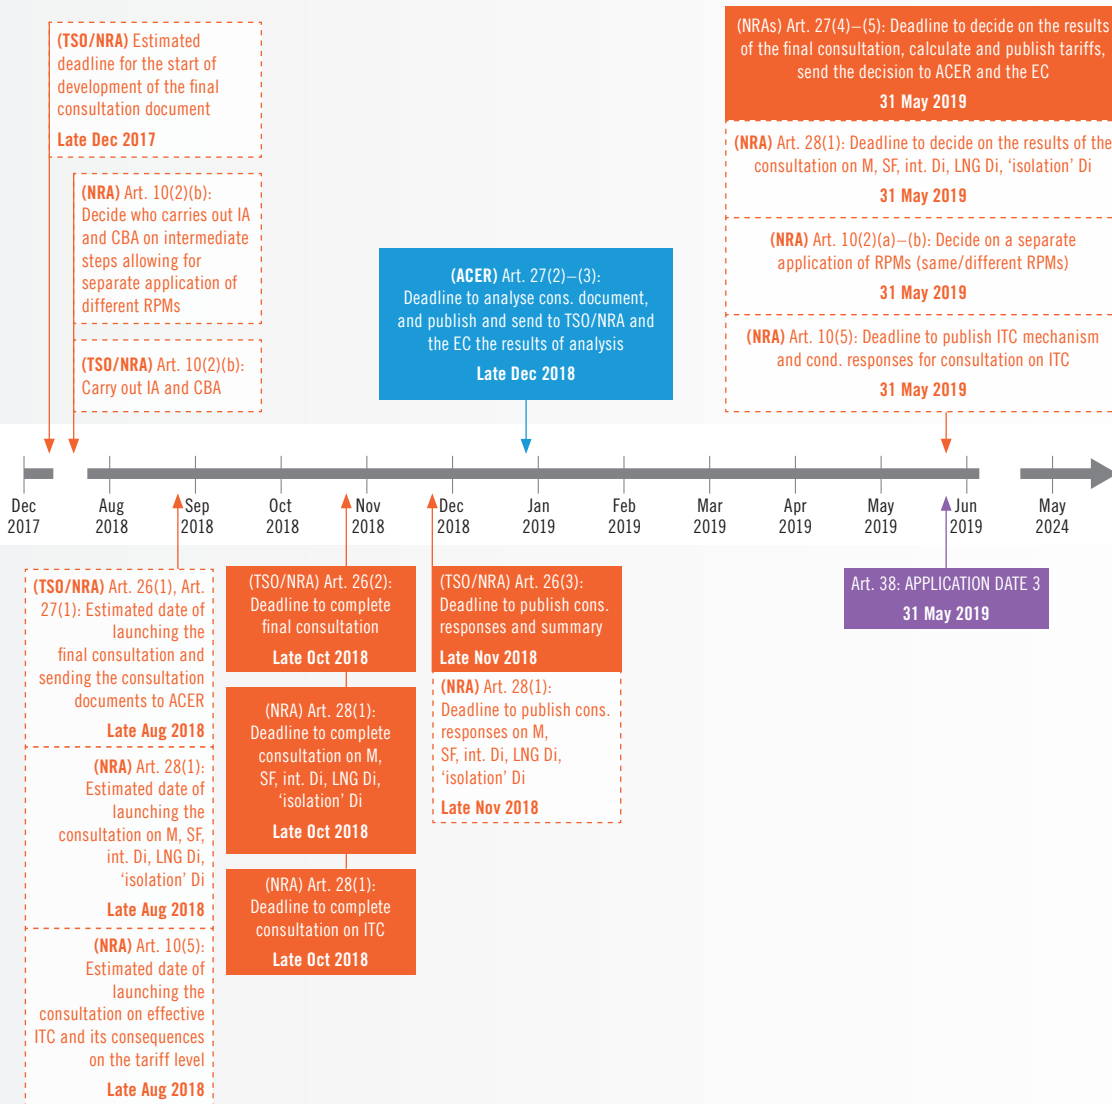 (TSO/NRA) Estimated
deadline for the start of
development of the final
consultation document
Late Dec 2017
(NRA) Art. 10(2)(b):
Decide who carries out IA
and CBA on intermediate
steps allowing for
separate application of
different RPMs
(TSO/NRA) Art. 10(2)(b):
Carry out IA and CBA
(ACER) Art. 27(2)–(3):
Deadline to analyse cons. document,
and publish and send to TSO/NRA and
the EC the results of analysis
Late Dec 2018
(NRAs) Art. 27(4)–(5): Deadline to decide on the results
of the final consultation, calculate and publish tariffs,
send the decision to ACER and the EC
31 May 2019
(NRA) Art. 28(1): Deadline to decide on the results of the
consultation on M, SF, int. Di, LNG Di, ‘isolation’ Di
31 May 2019
(NRA) Art. 10(2)(a)–(b): Decide on a separate
application of RPMs (same/different RPMs)
31 May 2019
(NRA) Art. 10(5): Deadline to publish ITC mechanism
and cond. responses for consultation on ITC
31 May 2019
Dec
2017
Aug
2018
Sep
2018
Oct
2018
Nov
2018
Dec
2018
Jan
2019
Feb
2019
Mar
2019
Apr
2019
May
2019
Jun
2019
May
2024
(TSO/NRA) Art. 26(1), Art.
27(1): Estimated date of
launching the
final consultation and
sending the consultation
documents to ACER
Late Aug 2018
(NRA) Art. 28(1):
Estimated date of
launching the
consultation on M, SF,
int. Di, LNG Di,
‘isolation’ Di
Late Aug 2018
(NRA) Art. 10(5):
Estimated date of
launching the
consultation on effective
ITC and its consequences
on the tariff level
Late Aug 2018
(TSO/NRA) Art. 26(2):
Deadline to complete
final consultation
Late Oct 2018
(NRA) Art. 28(1):
Deadline to complete
consultation on M,
SF, int. Di, LNG Di,
‘isolation’ Di
Late Oct 2018
(NRA) Art. 28(1):
Deadline to complete
consultation on ITC
Late Oct 2018
(TSO/NRA) Art. 26(3):
Deadline to publish cons.
responses and summary
Late Nov 2018
(NRA) Art. 28(1):
Deadline to publish cons.
responses on M,
SF, int. Di, LNG Di,
‘isolation’ Di
Late Nov 2018
Art. 38: APPLICATION DATE 3
31 May 2019